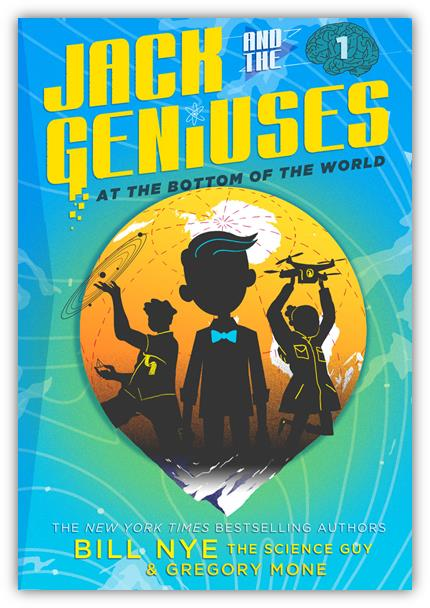 JACK AND THE 1
GENiUSES
AT THE BOTTOM OF THE WORLD
THE NEW YORK TIMES BESTSELLING AUTHORS
BILL NYE THE SCIENCE GUY
& GREGORY MONE